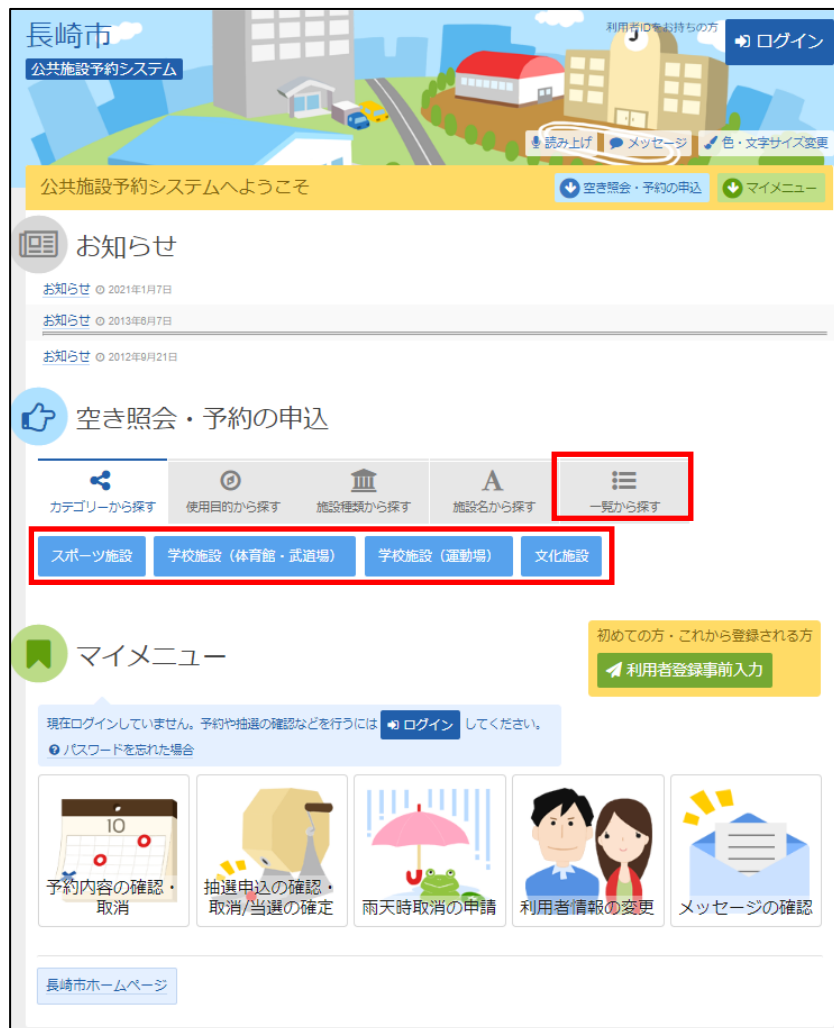 長崎市
公共施設予約システム
利用者IDをお持ちの方
ログイン
読み上げ メッセージ 色・文字サイズ変更
公共施設予約システムへようこそ
空き照会・予約の申込 マイメニュー
お知らせ
お知らせ 2021年1月7日
お知らせ 2013年8月7日
お知らせ 2012年9月21日
空き照会・予約の申込
カテゴリーから探す 使用目的から探す 施設種類から探す A 施設名から探す 一覧から探す
スポーツ施設 学校施設（体育館・武道場） 学校施設（運動場） 文化施設
マイメニュー
初めての方・これから登録される方
利用者登録事前入力
現在ログインしていません。予約や抽選の確認などを行うには ログイン してください。
パスワードを忘れた場合
10
予約内容の確認・
取消
抽選申込の確認・
取消/当選の確定
雨天時取消の申請
利用者情報の変更
メッセージの確認
長崎市ホームページ